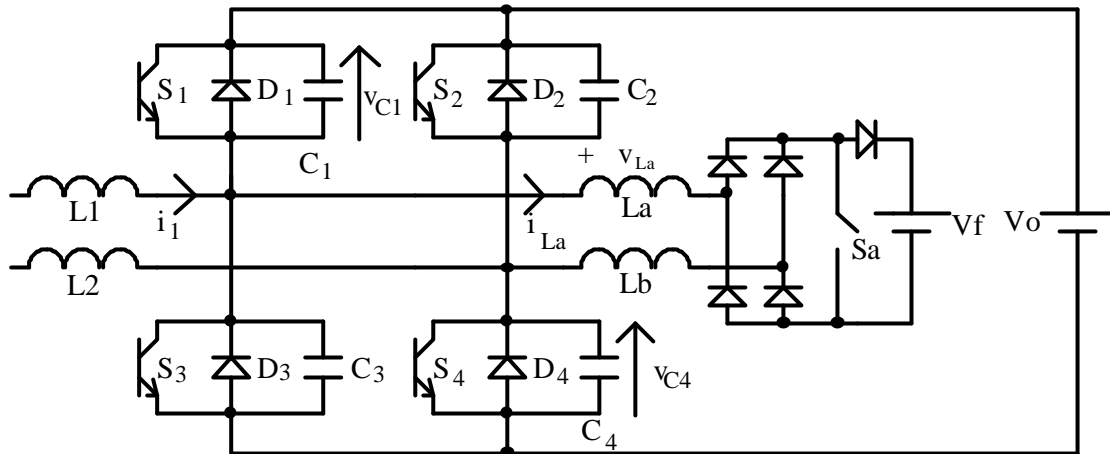 S1 D1 vC1 S2 D2 C2
C1 + vLa
L1 i1 iLa La Vf Vo
Sa
L2 Lb
S3 D3 C3 S4 D4 vC4
C4